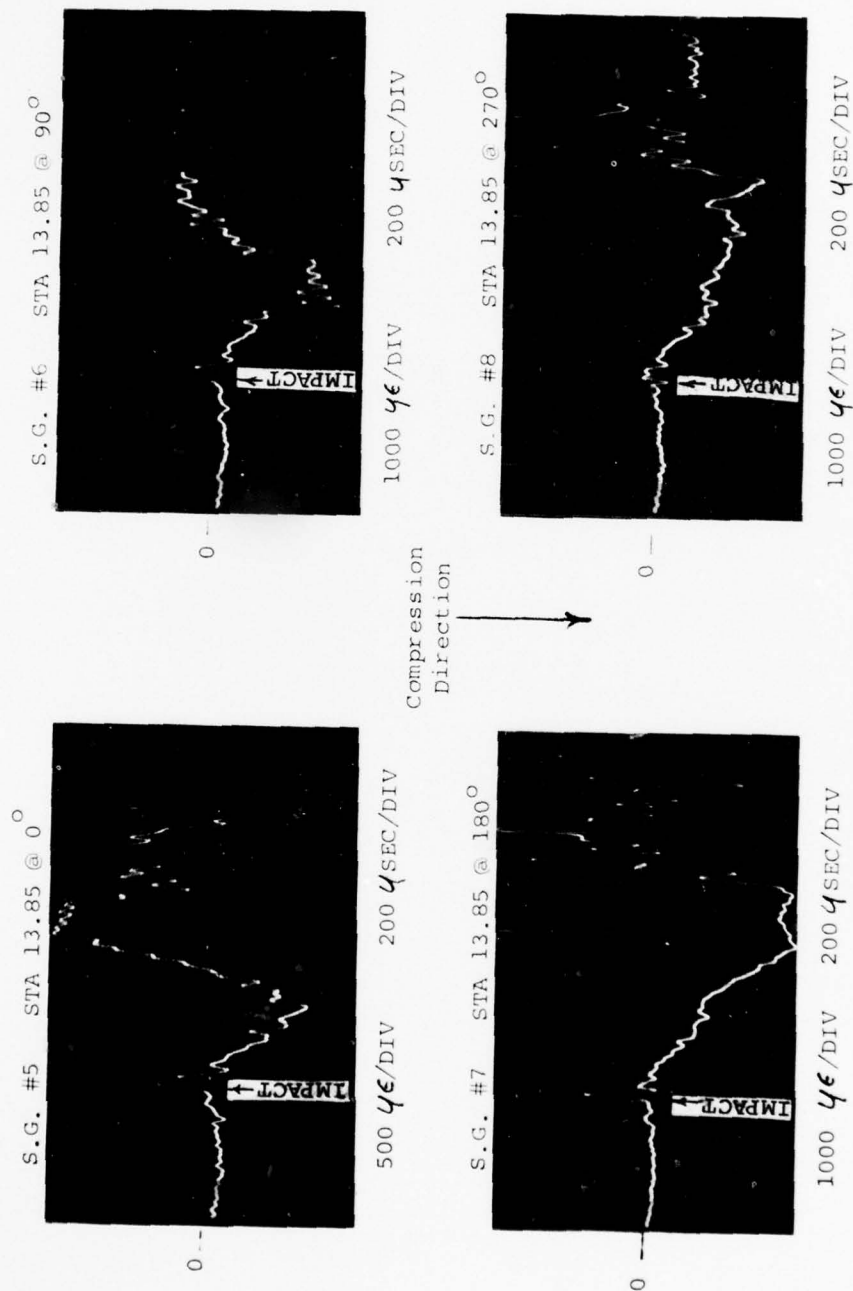 S.G. #5 STA 13.85 @ 0°
0
IMPACT
500 με/DIV 200 μSEC/DIV
S.G. #6 STA 13.85 @ 90°
0
IMPACT
1000 με/DIV 200 μSEC/DIV
Compression
Direction
S.G. #7 STA 13.85 @ 180°
0
IMPACT
1000 με/DIV 200 μSEC/DIV
S.G. #8 STA 13.85 @ 270°
0
IMPACT
1000 με/DIV 200 μSEC/DIV